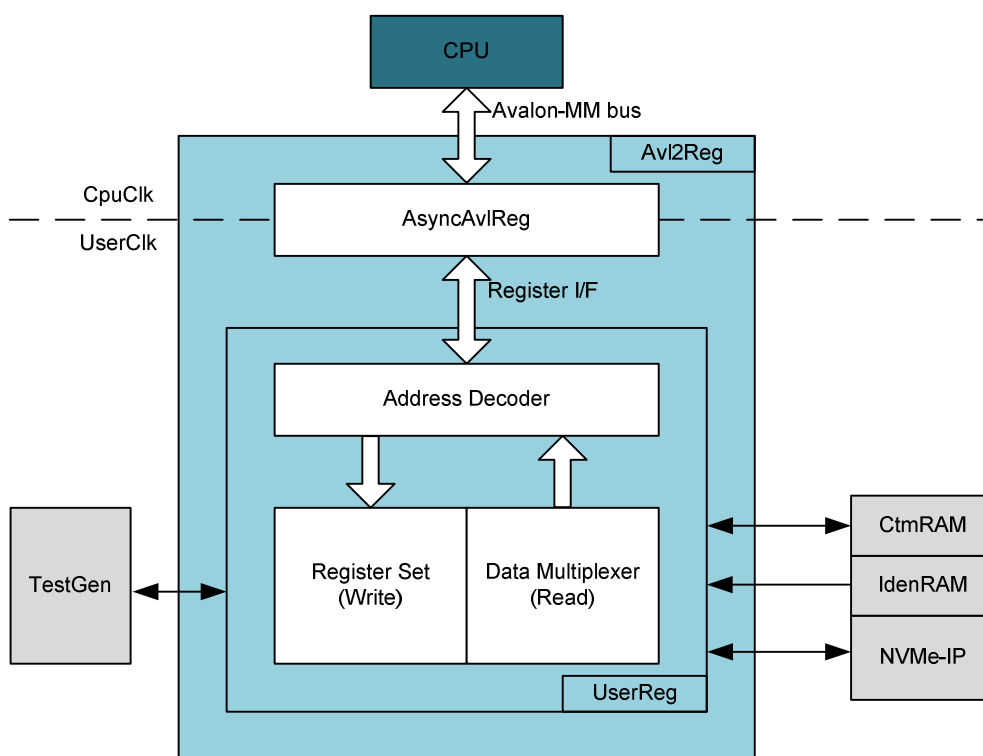 CPU
Avalon-MM bus
Avl2Reg
CpuClk
AsyncAvlReg
UserClk
Register I/F
Address Decoder
CtmRAM
TestGen
Register Set
(Write)
Data Multiplexer
(Read)
IdenRAM
NVMe-IP
UserReg